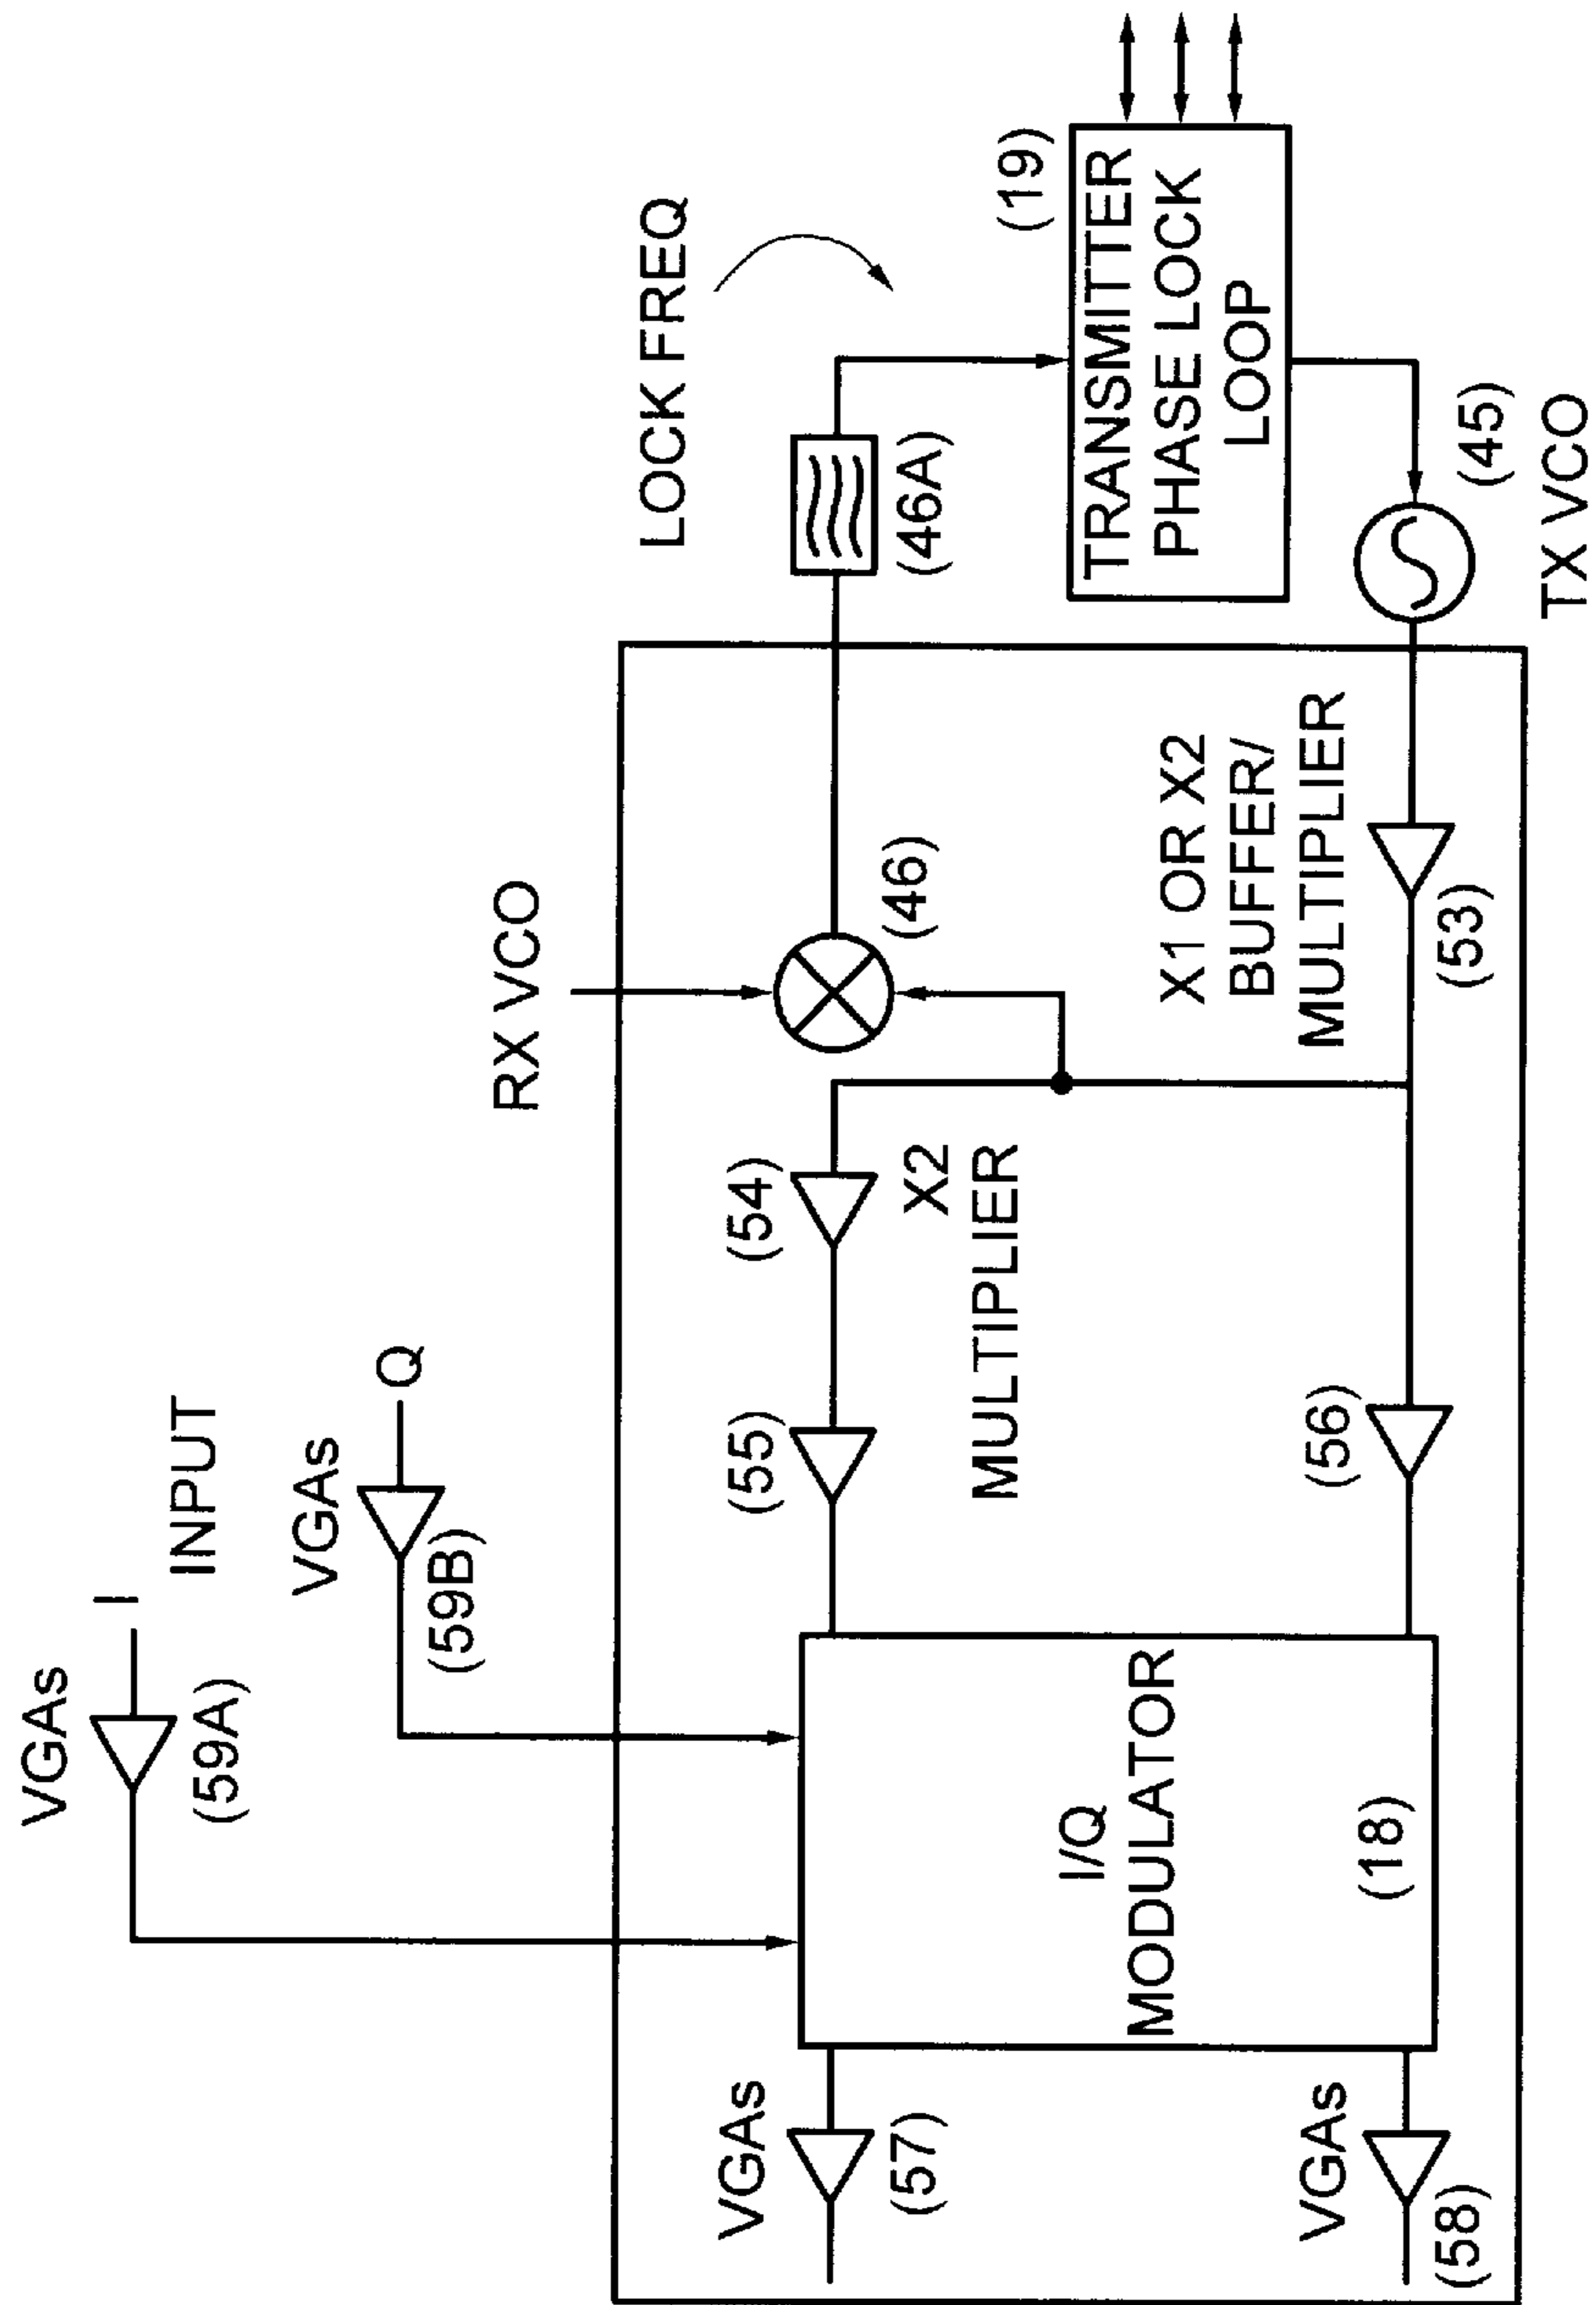 VGAs
I
(59A)
INPUT
VGAs
Q
(59B)
RX VCO
LOCK FREQ
VGAs
(57)
(55)
(54)
X2
MULTIPLIER
(46)
(46A)
(19)
TRANSMITTER
PHASE LOCK
LOOP
I/Q
MODULATOR
(18)
X1 OR X2
BUFFER/
MULTIPLIER
(53)
VGAs
(58)
(56)
(45)
TX VCO